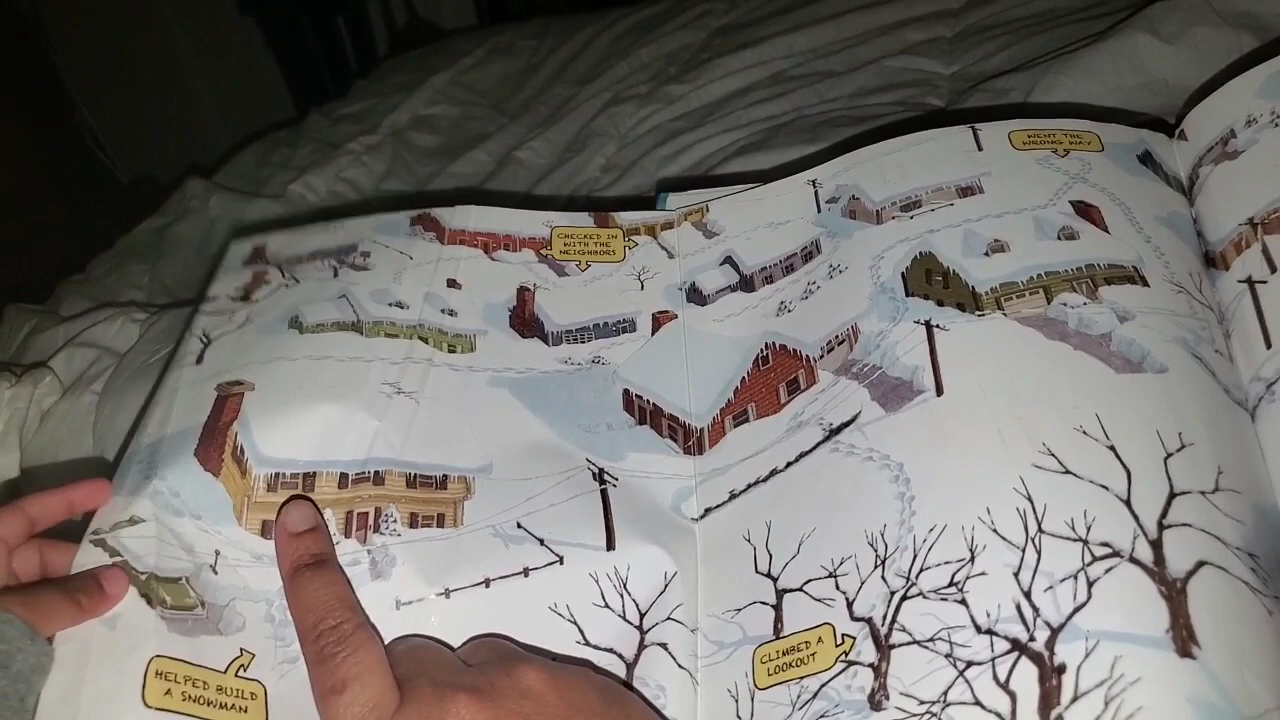 WENT THE
WRONG WAY
CHECKED IN
WITH THE
NEIGHBORS
CLIMBED A
LOOKOUT
HELPED BUILD
A SNOWMAN